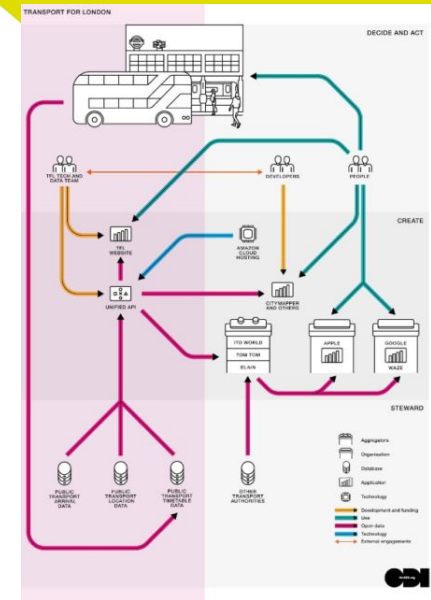 TRANSPORT FOR LONDON
DECIDE AND ACT
TFL TECH AND
DATA TEAM
DEVELOPERS
PEOPLE
CREATE
TFL
WEBSITE
AMAZON
CLOUD
HOSTING
UNIFIED API
CITYMAPPER
AND OTHERS
ITO WORLD
TOM TOM
ELAIN
APPLE
GOOGLE
WAZE
STEWARD
PUBLIC
TRANSPORT
ARRIVAL
DATA
PUBLIC
TRANSPORT
LOCATION
DATA
PUBLIC
TRANSPORT
TIMETABLE
DATA
OTHER
TRANSPORT
AUTHORITIES
Aggregators
Organisation
Database
Application
Technology
Development and funding
Use
Open data
Technology
External engagements